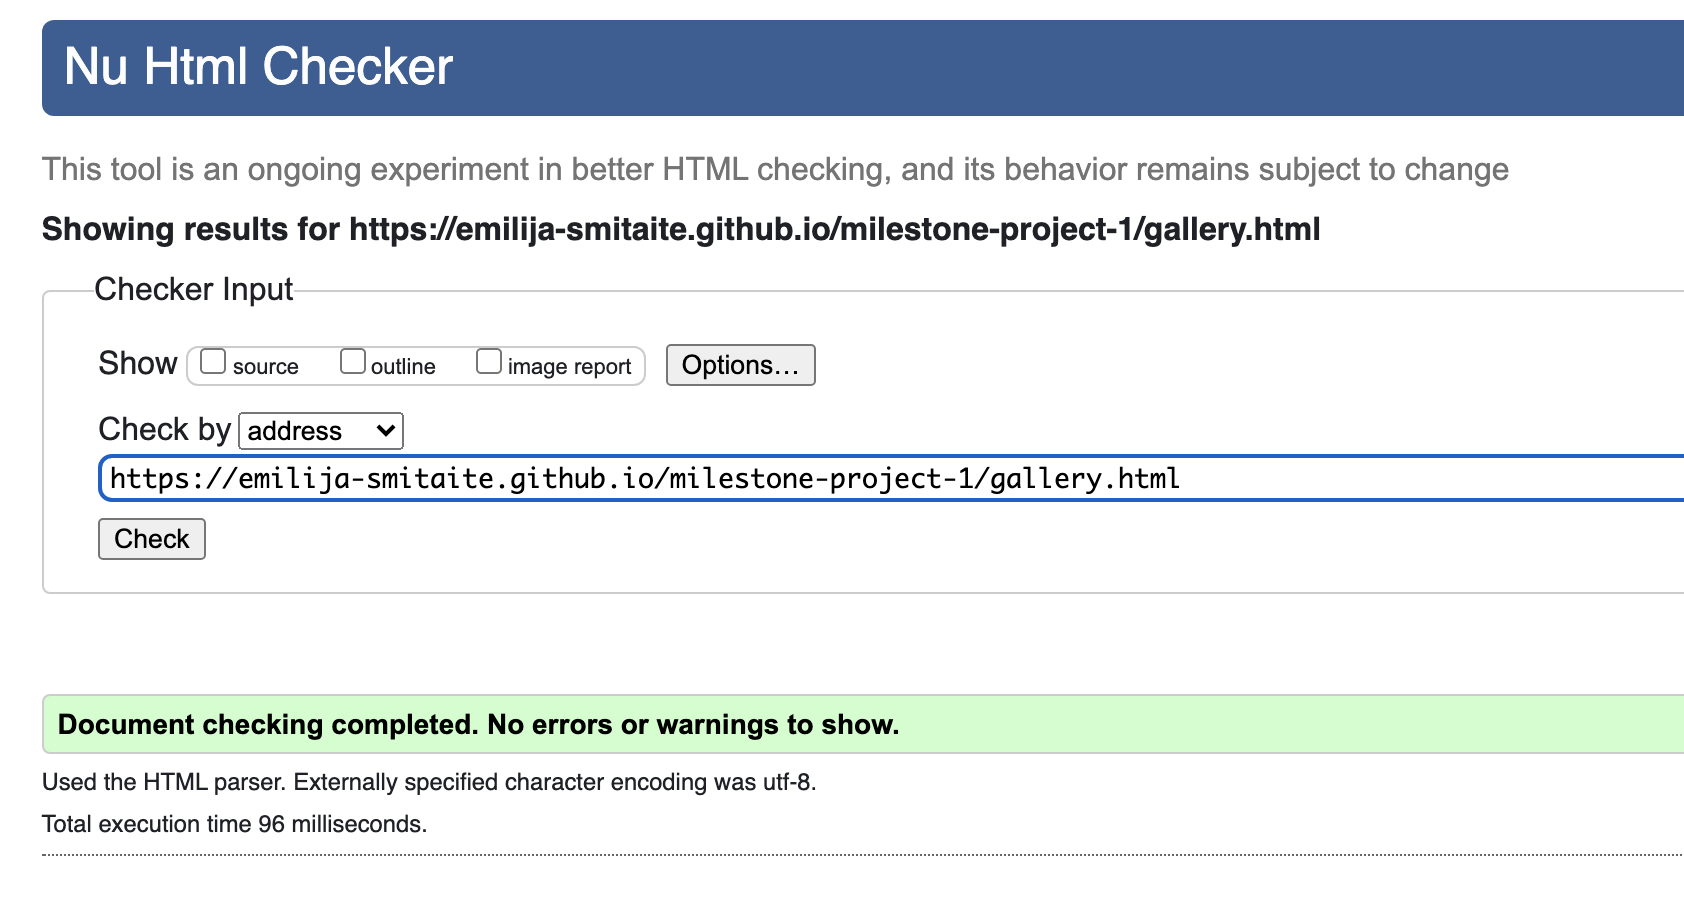 Nu Html Checker
This tool is an ongoing experiment in better HTML checking, and its behavior remains subject to change
Showing results for https://emilija-smitaite.github.io/milestone-project-1/gallery.html
Checker Input
Show source outline image report Options...
Check by address
https://emilija-smitaite.github.io/milestone-project-1/gallery.html
Check
Document checking completed. No errors or warnings to show.
Used the HTML parser. Externally specified character encoding was utf-8.
Total execution time 96 milliseconds.